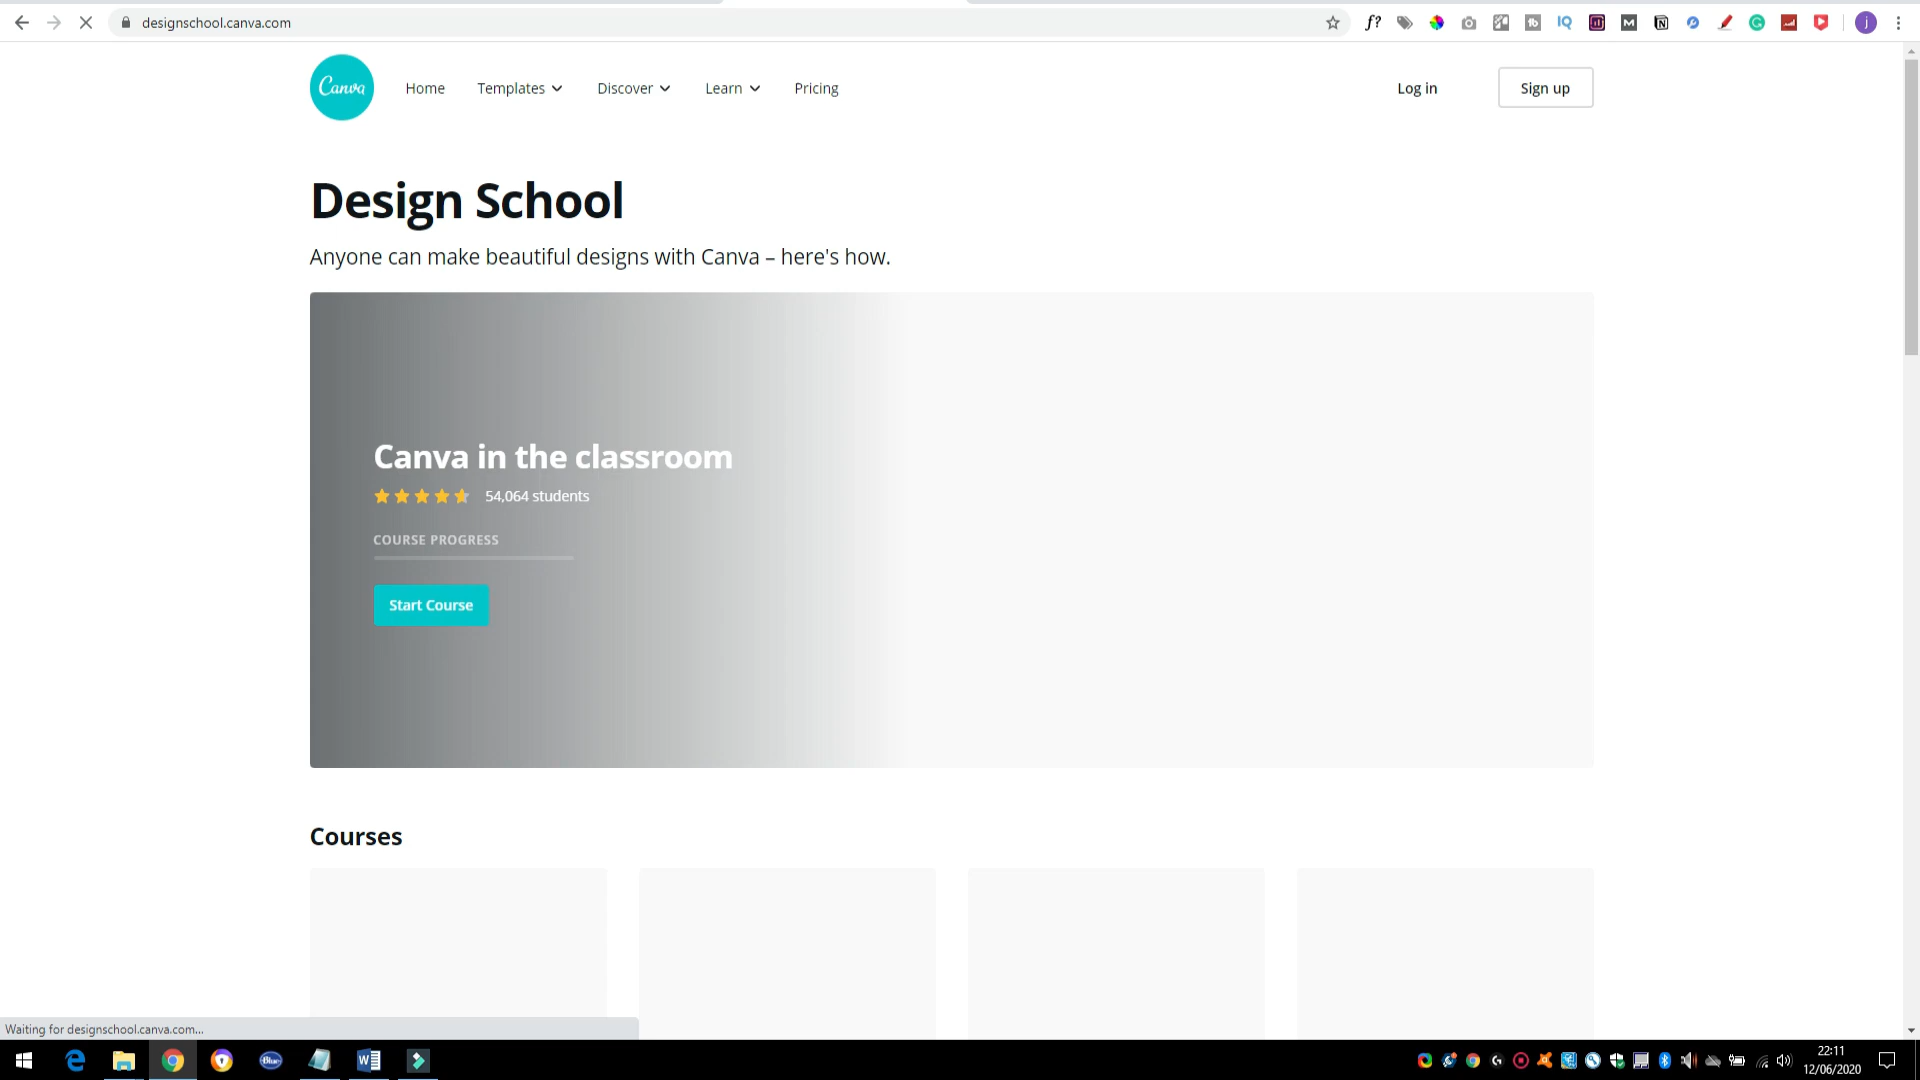 designschool.canva.com
f?
IQ
M
Canva
Home
Templates
Discover
Learn
Pricing
Log in
Sign up
Design School
Anyone can make beautiful designs with Canva – here's how.
Canva in the classroom
54,064 students
COURSE PROGRESS
Start Course
Courses
Waiting for designschool.canva.com...
Blue
22:11
12/06/2020